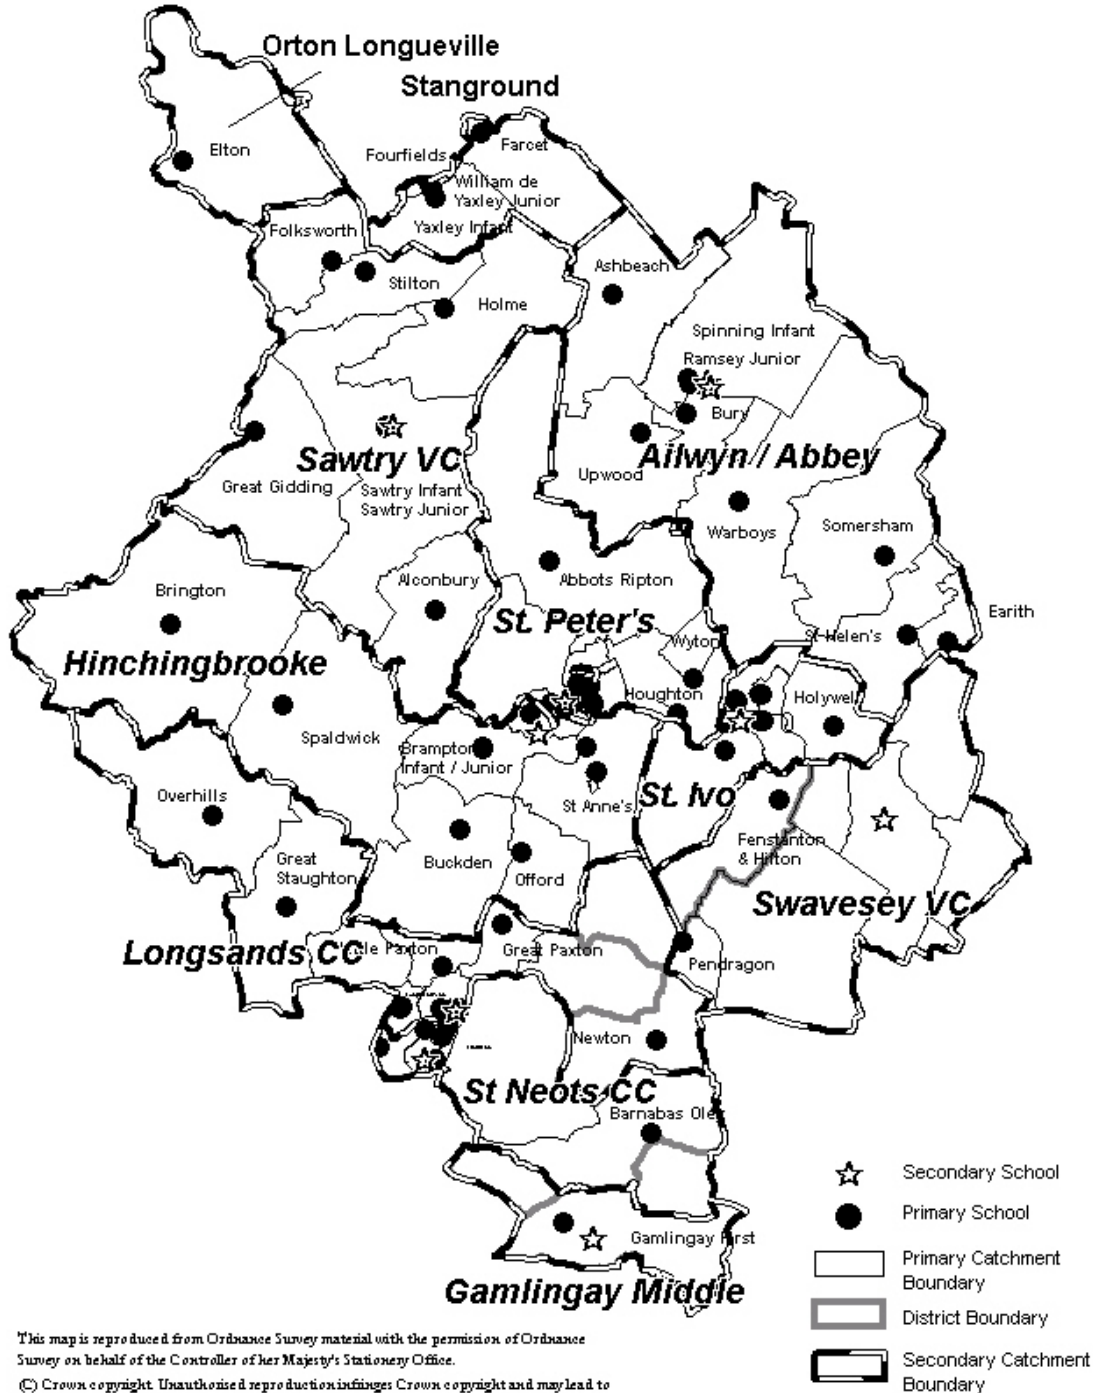 Orton Longueville
Stanground
Farcet
Elton
Fourfields
William de
Yaxley Junior
Yaxley Infant
Folksworth
Ashbeach
Stilton
Holme
Spinning Infant
Ramsey Junior
Bury
Sawtry VC
Ailwyn / Abbey
Upwood
Great Gidding
Sawtry Infant
Sawtry Junior
Warboys
Somersham
Brington
Alconbury
Abbots Ripton
Earith
St. Peter's
St Helen's
Wyton
Hinchingbrooke
Houghton
Holywell
Spaldwick
Brampton
Infant / Junior
Overhills
St Anne's
St. Ivo
Fenstanton
& Hilton
Buckden
Great
Staughton
Offord
Swavesey VC
Longsands CC
Paxton
Great Paxton
Pendragon
Newton
St Neots CC
Barnabas Oley
Gamlingay First
Gamlingay Middle
Secondary School
Primary School
Primary Catchment
Boundary
District Boundary
Secondary Catchment
Boundary
This map is reproduced from Ordnance Survey material with the permission of Ordnance
Survey on behalf of the Controller of her Majesty's Stationery Office.
(C) Crown copyright. Unauthorised reproduction infringes Crown copyright and may lead to